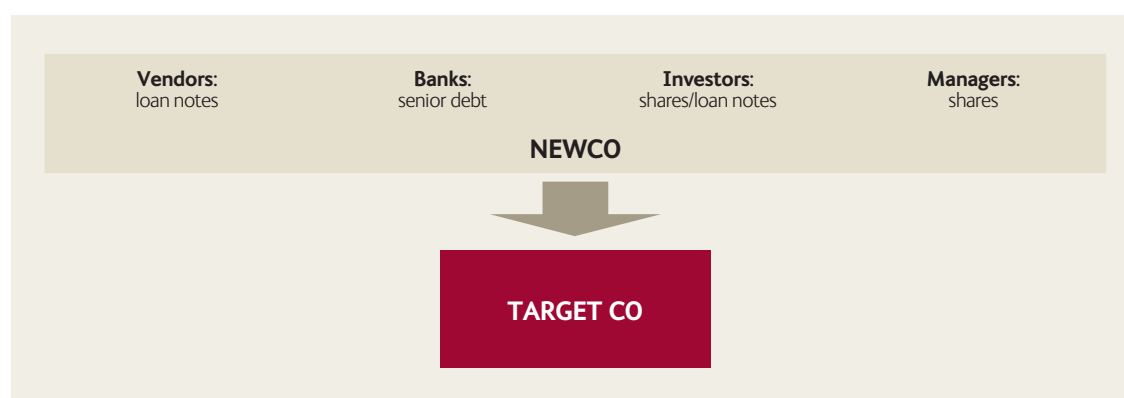 Vendors:
loan notes
Banks:
senior debt
Investors:
shares/loan notes
Managers:
shares
NEWCO
TARGET CO